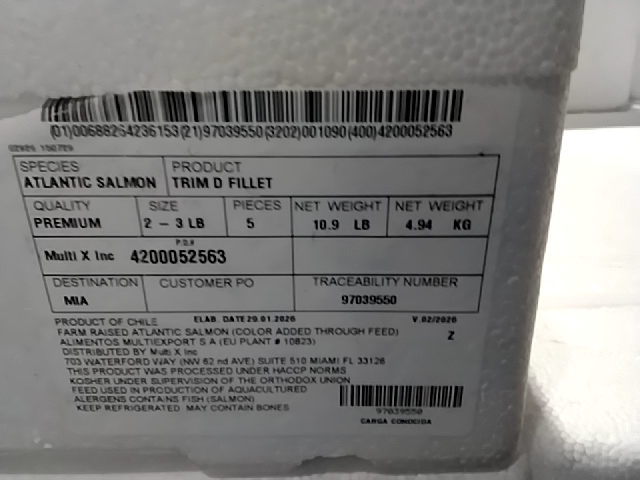 (01)00688264236153(21)97039550(3202)001090(400)4200052563
02926 150729
SPECIES PRODUCT
ATLANTIC SALMON TRIM D FILLET
QUALITY SIZE PIECES NET WEIGHT NET WEIGHT
PREMIUM 2 - 3 LB 5 10.9 LB 4.94 KG
P.O.#
Multi X Inc 4200052563
DESTINATION CUSTOMER PO TRACEABILITY NUMBER
MIA 97039550
PRODUCT OF CHILE ELAB. DATE 29.01.2026 V.02/2026
FARM RAISED ATLANTIC SALMON (COLOR ADDED THROUGH FEED) Z
ALIMENTOS MULTIEXPORT S A (EU PLANT # 10823)
DISTRIBUTED BY Multi X Inc
703 WATERFORD WAY (NW 62 nd AVE) SUITE 510 MIAMI FL 33126
THIS PRODUCT WAS PROCESSED UNDER HACCP NORMS
KOSHER UNDER SUPERVISION OF THE ORTHODOX UNION
FEED USED IN PRODUCTION OF AQUACULTURED
ALERGENS CONTAINS FISH (SALMON)
KEEP REFRIGERATED MAY CONTAIN BONES
97039550
CARGA CONOCIDA